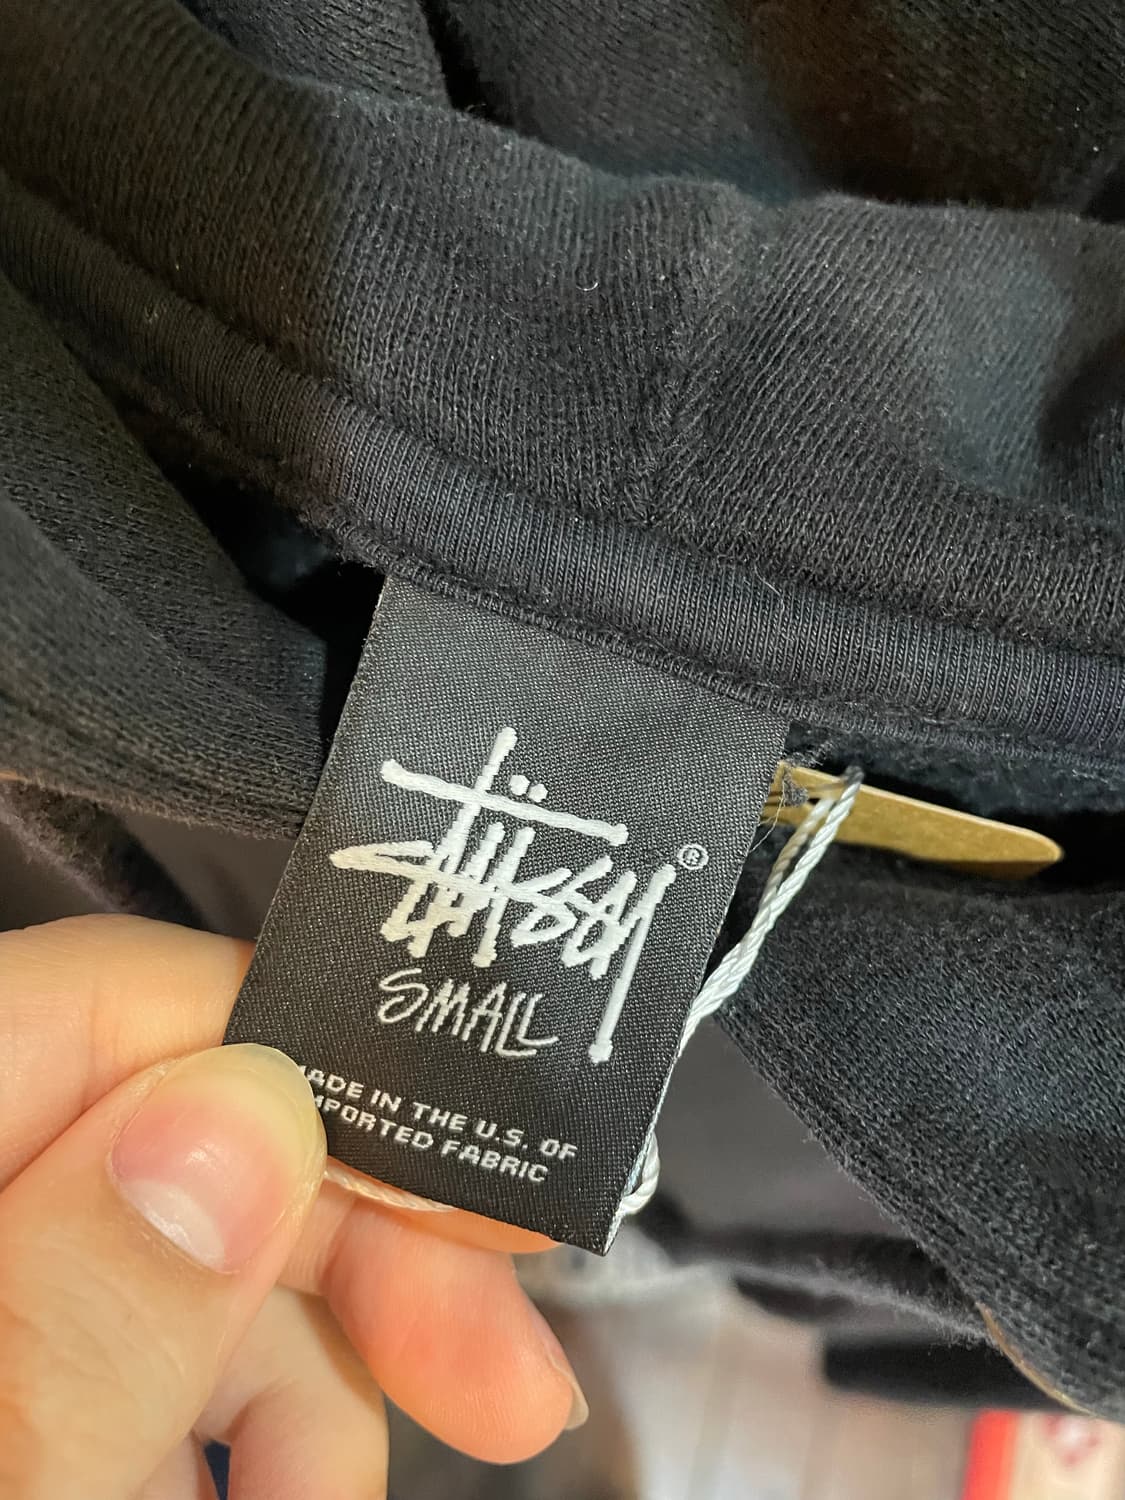 Stüssy®
SMALL
MADE IN THE U.S. OF
IMPORTED FABRIC